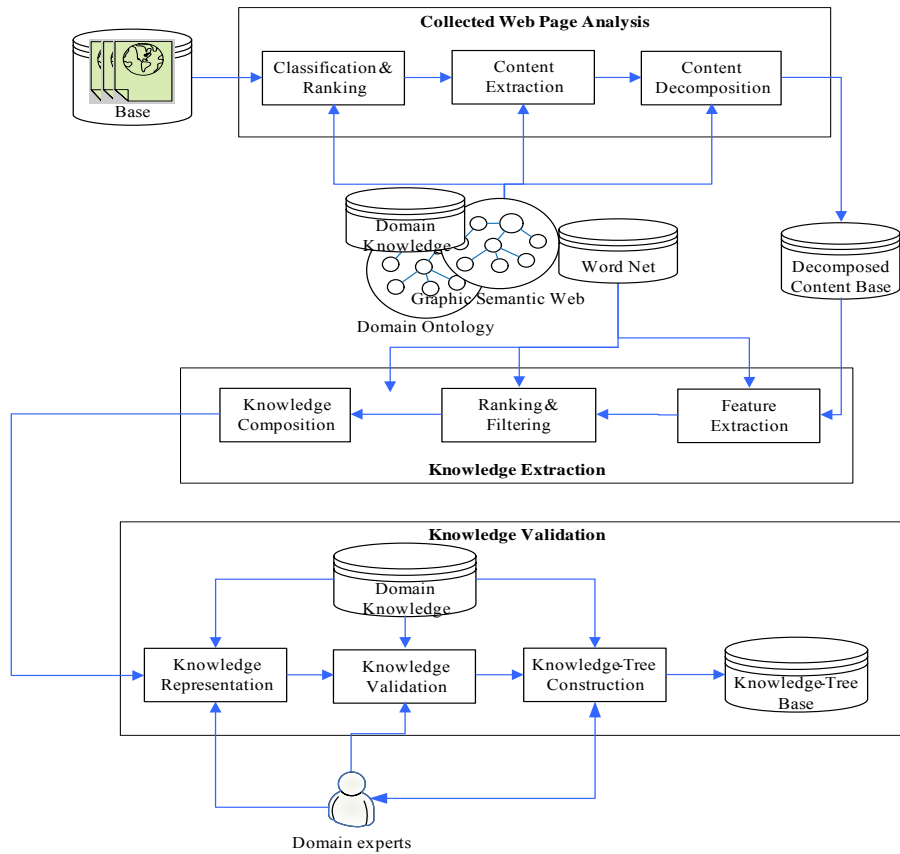 Collected Web Page Analysis
Base
Classification &
Ranking
Content
Extraction
Content
Decomposition
Domain
Knowledge
Graphic Semantic Web
Domain Ontology
Word Net
Decomposed
Content Base
Knowledge
Composition
Ranking &
Filtering
Feature
Extraction
Knowledge Extraction
Knowledge Validation
Domain
Knowledge
Knowledge
Representation
Knowledge
Validation
Knowledge-Tree
Construction
Knowledge-Tree
Base
Domain experts